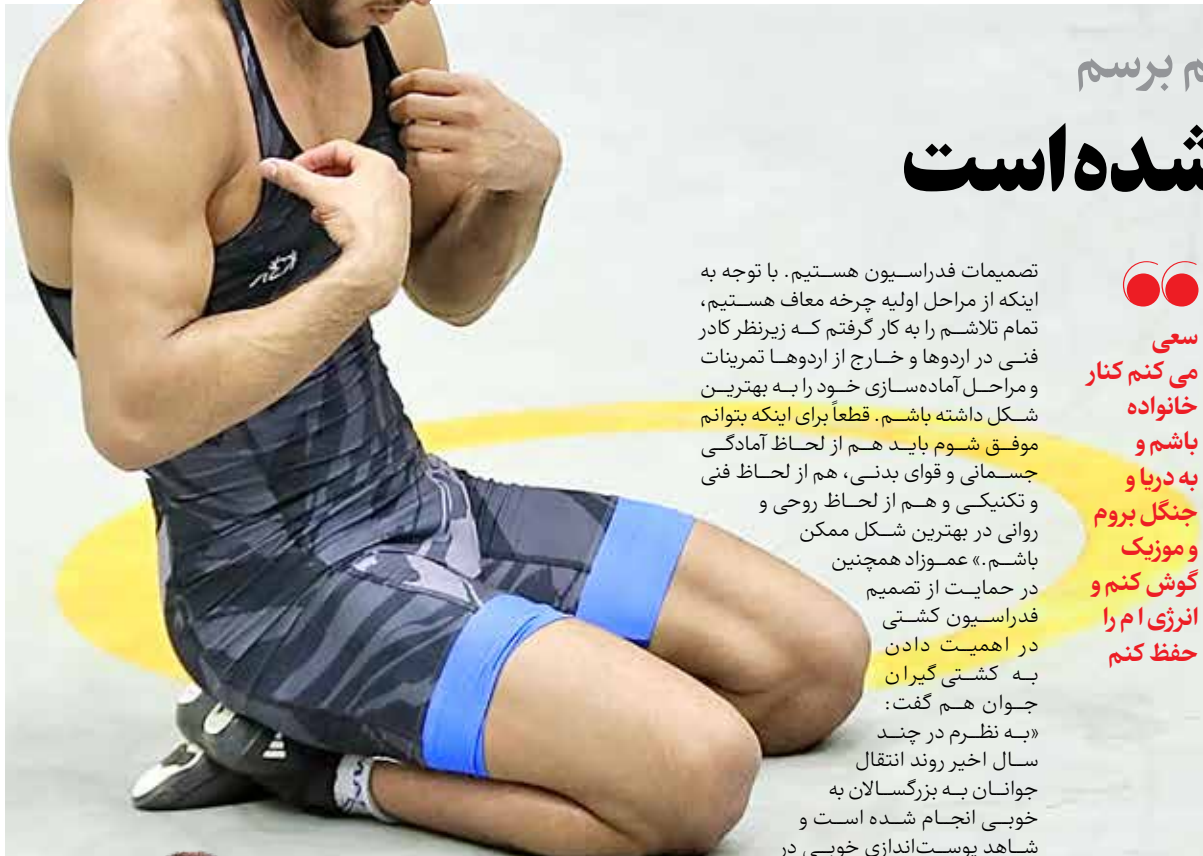 م برسم
شده است
سعی
می کنم کنار
خانواده
باشم و
به دریا و
جنگل بروم
و موزیک
گوش کنم و
انرژی ام را
حفظ کنم
تصمیمات فدراسیون هستیم. با توجه به
اینکه از مراحل اولیه چرخه معاف هستیم،
تمام تلاشم را به کار گرفتم که زیرنظر کادر
فنی در اردوها و خارج از اردوها تمرینات
و مراحل آماده‌سازی خود را به بهترین
شکل داشته باشم. قطعاً برای اینکه بتوانم
موفق شوم باید هم از لحاظ آمادگی
جسمانی و قوای بدنی، هم از لحاظ فنی
و تکنیکی و هم از لحاظ روحی و
روانی در بهترین شکل ممکن
باشم.» عموزاد همچنین
در حمایت از تصمیم
فدراسیون کشتی
در اهمیت دادن
به کشتی گیران
جوان هم گفت:
«به نظرم در چند
سال اخیر روند انتقال
جوانان به بزرگسالان به
خوبی انجام شده است و
شاهد پوست‌اندازی خوبی در